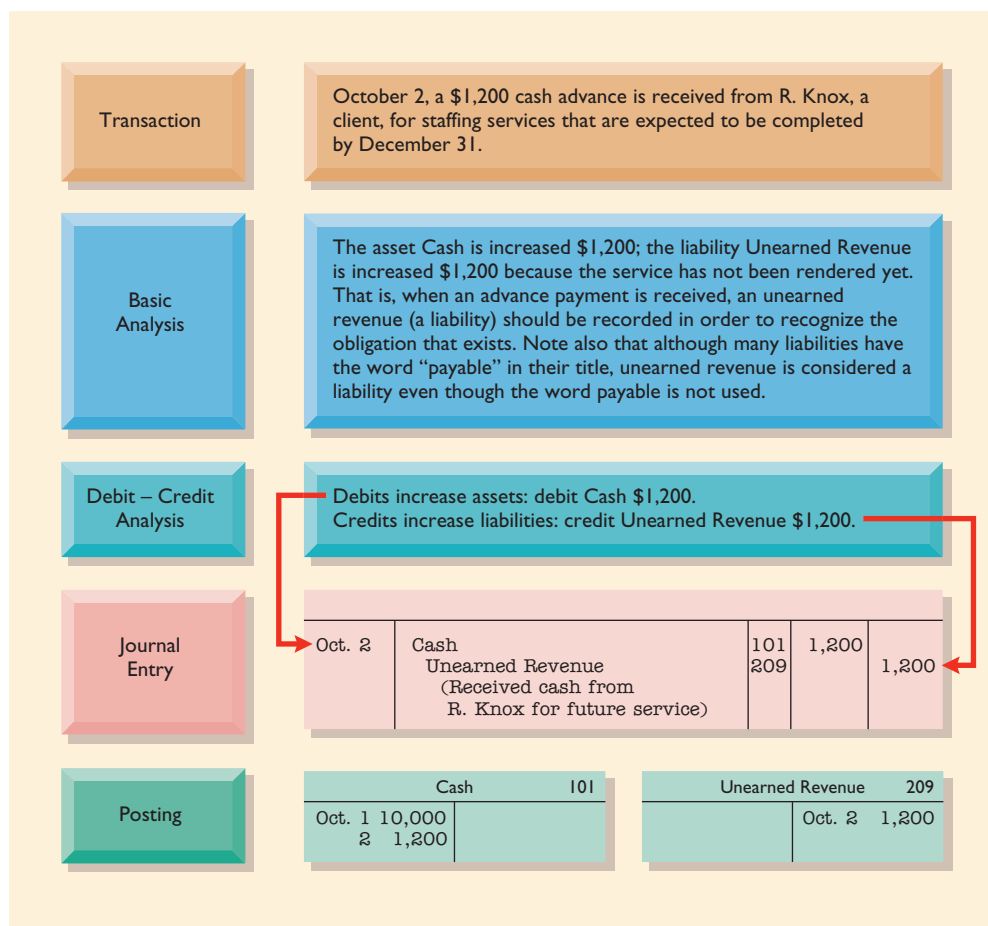 Transaction
October 2, a $1,200 cash advance is received from R. Knox, a
client, for staffing services that are expected to be completed
by December 31.
Basic
Analysis
The asset Cash is increased $1,200; the liability Unearned Revenue
is increased $1,200 because the service has not been rendered yet.
That is, when an advance payment is received, an unearned
revenue (a liability) should be recorded in order to recognize the
obligation that exists. Note also that although many liabilities have
the word “payable” in their title, unearned revenue is considered a
liability even though the word payable is not used.
Debit – Credit
Analysis
Debits increase assets: debit Cash $1,200.
Credits increase liabilities: credit Unearned Revenue $1,200.
Journal
Entry
Oct. 2 Cash 101 1,200
Unearned Revenue 209 1,200
(Received cash from
R. Knox for future service)
Posting
Cash 101
Oct. 1 10,000
2 1,200
Unearned Revenue 209
Oct. 2 1,200